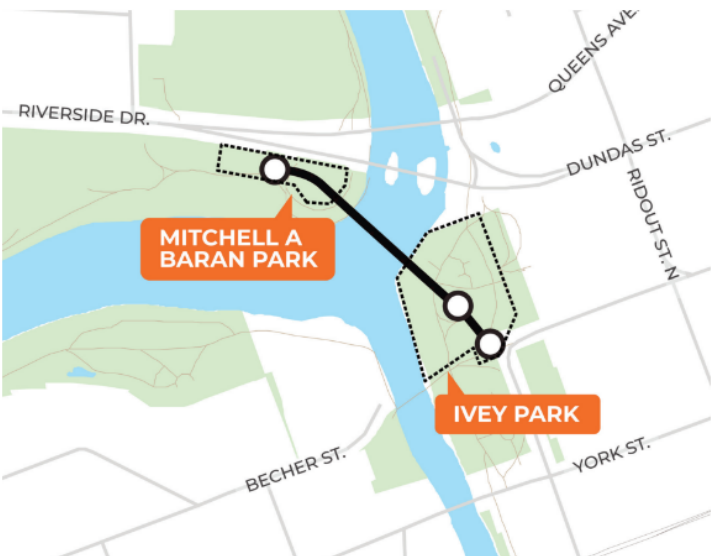 QUEENS AVE.
RIVERSIDE DR.
DUNDAS ST.
RIDOUT ST. N
MITCHELL A
BARAN PARK
IVEY PARK
BECHER ST.
YORK ST.